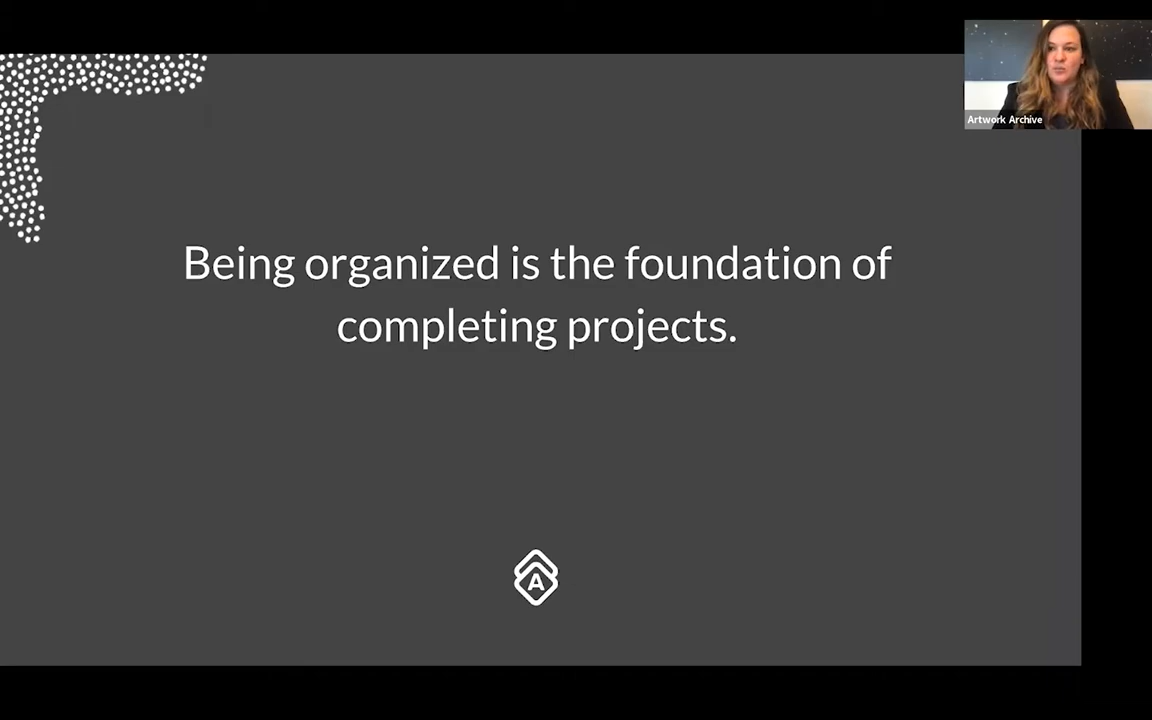 Artwork Archive
Being organized is the foundation of
completing projects.
A